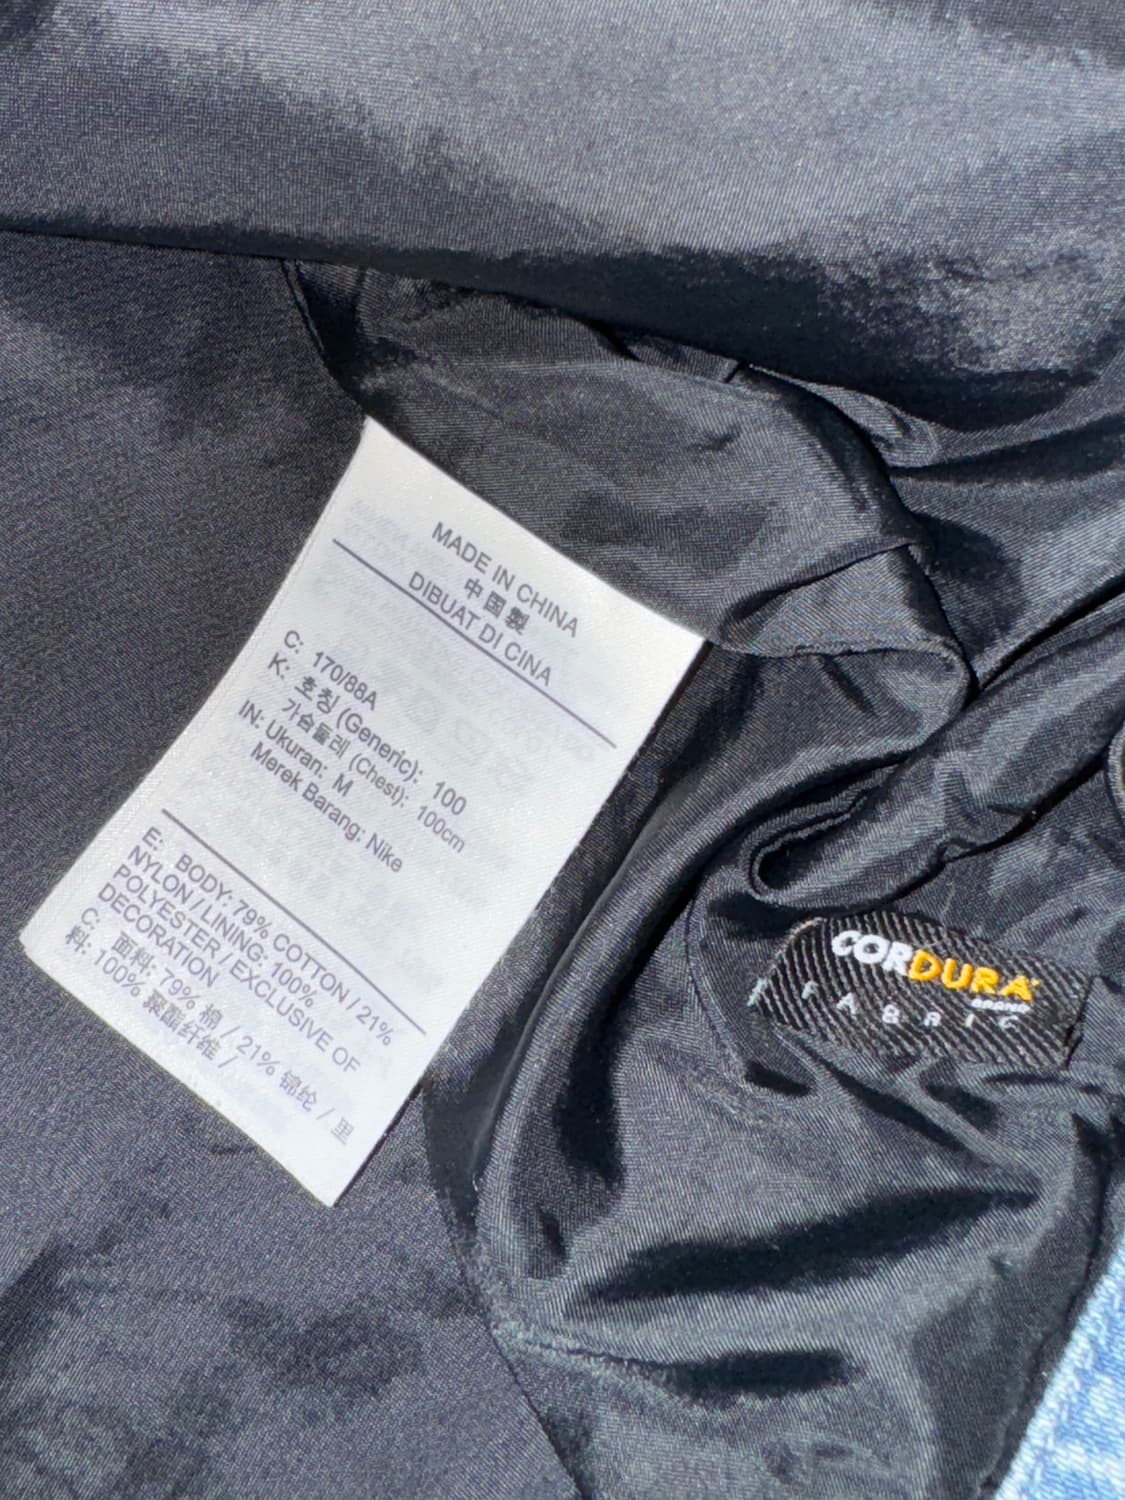 MADE IN CHINA
中国製
DIBUAT DI CINA
C: 170/88A
K: 호칭 (Generic): 100
가슴둘레 (Chest): 100cm
IN: Ukuran: M
Merek Barang: Nike
E: BODY: 79% COTTON / 21%
NYLON / LINING: 100%
POLYESTER / EXCLUSIVE OF
DECORATION
C: 面料: 79% 棉 / 21% 锦纶 / 里
料: 100% 聚酯纤维 /
CORDURA
BRAND
FABRIC